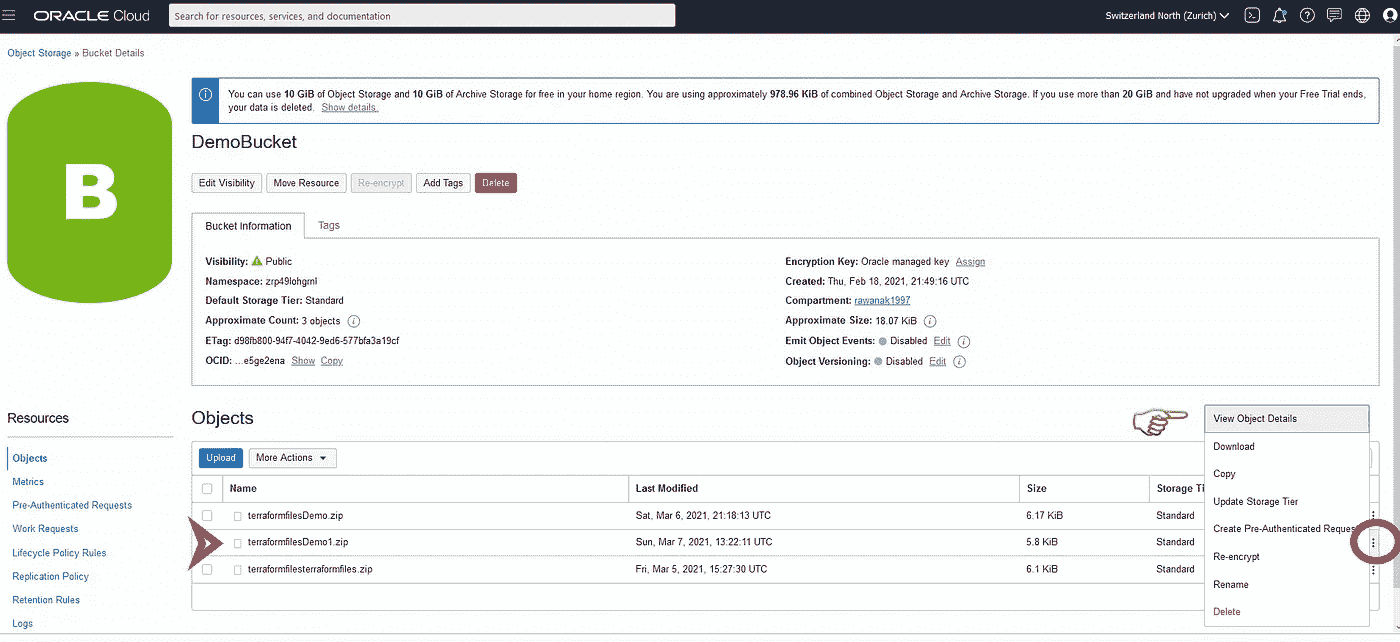 ORACLE Cloud
Search for resources, services, and documentation
Switzerland North (Zurich)
Object Storage » Bucket Details
B
You can use 10 GiB of Object Storage and 10 GiB of Archive Storage for free in your home region. You are using approximately 978.96 KiB of combined Object Storage and Archive Storage. If you use more than 20 GiB and have not upgraded when your Free Trial ends,
your data is deleted. Show details.
DemoBucket
Edit Visibility Move Resource Re-encrypt Add Tags Delete
Bucket Information Tags
Visibility: Public
Namespace: zrp49lohgrnl
Default Storage Tier: Standard
Approximate Count: 3 objects
ETag: d98fb800-94f7-4042-9ed6-577bfa3a19cf
OCID: ...e5ge2ena Show Copy
Encryption Key: Oracle managed key Assign
Created: Thu, Feb 18, 2021, 21:49:16 UTC
Compartment: rawanak1997
Approximate Size: 18.07 KiB
Emit Object Events: Disabled Edit
Object Versioning: Disabled Edit
Resources
Objects
Metrics
Pre-Authenticated Requests
Work Requests
Lifecycle Policy Rules
Replication Policy
Retention Rules
Logs
Objects
Upload More Actions
Name Last Modified Size Storage Ti
terraformfilesDemo.zip Sat, Mar 6, 2021, 21:18:13 UTC 6.17 KiB Standard
terraformfilesDemo1.zip Sun, Mar 7, 2021, 13:22:11 UTC 5.8 KiB Standard
terraformfilesterraformfiles.zip Fri, Mar 5, 2021, 15:27:30 UTC 6.1 KiB Standard
View Object Details
Download
Copy
Update Storage Tier
Create Pre-Authenticated Reques
Re-encrypt
Rename
Delete